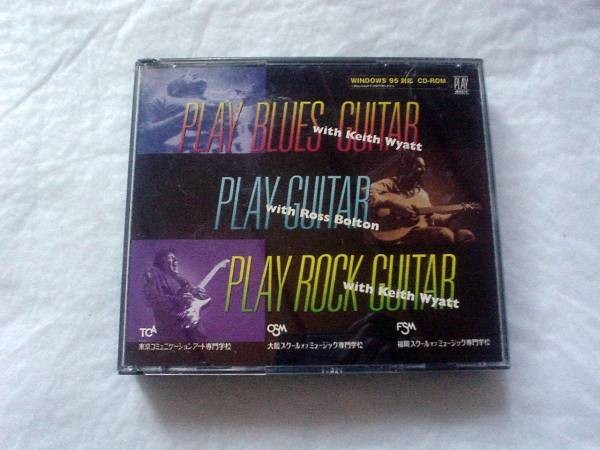 WINDOWS '95 対応 CD-ROM
PLAY
PLAY BLUES GUITAR
with Keith Wyatt
PLAY GUITAR
with Ross Bolton
PLAY ROCK GUITAR
with Keith Wyatt
TCA
東京コミュニケーションアート専門学校
OSM
大阪スクールオブミュージック専門学校
FSM
福岡スクールオブミュージック専門学校